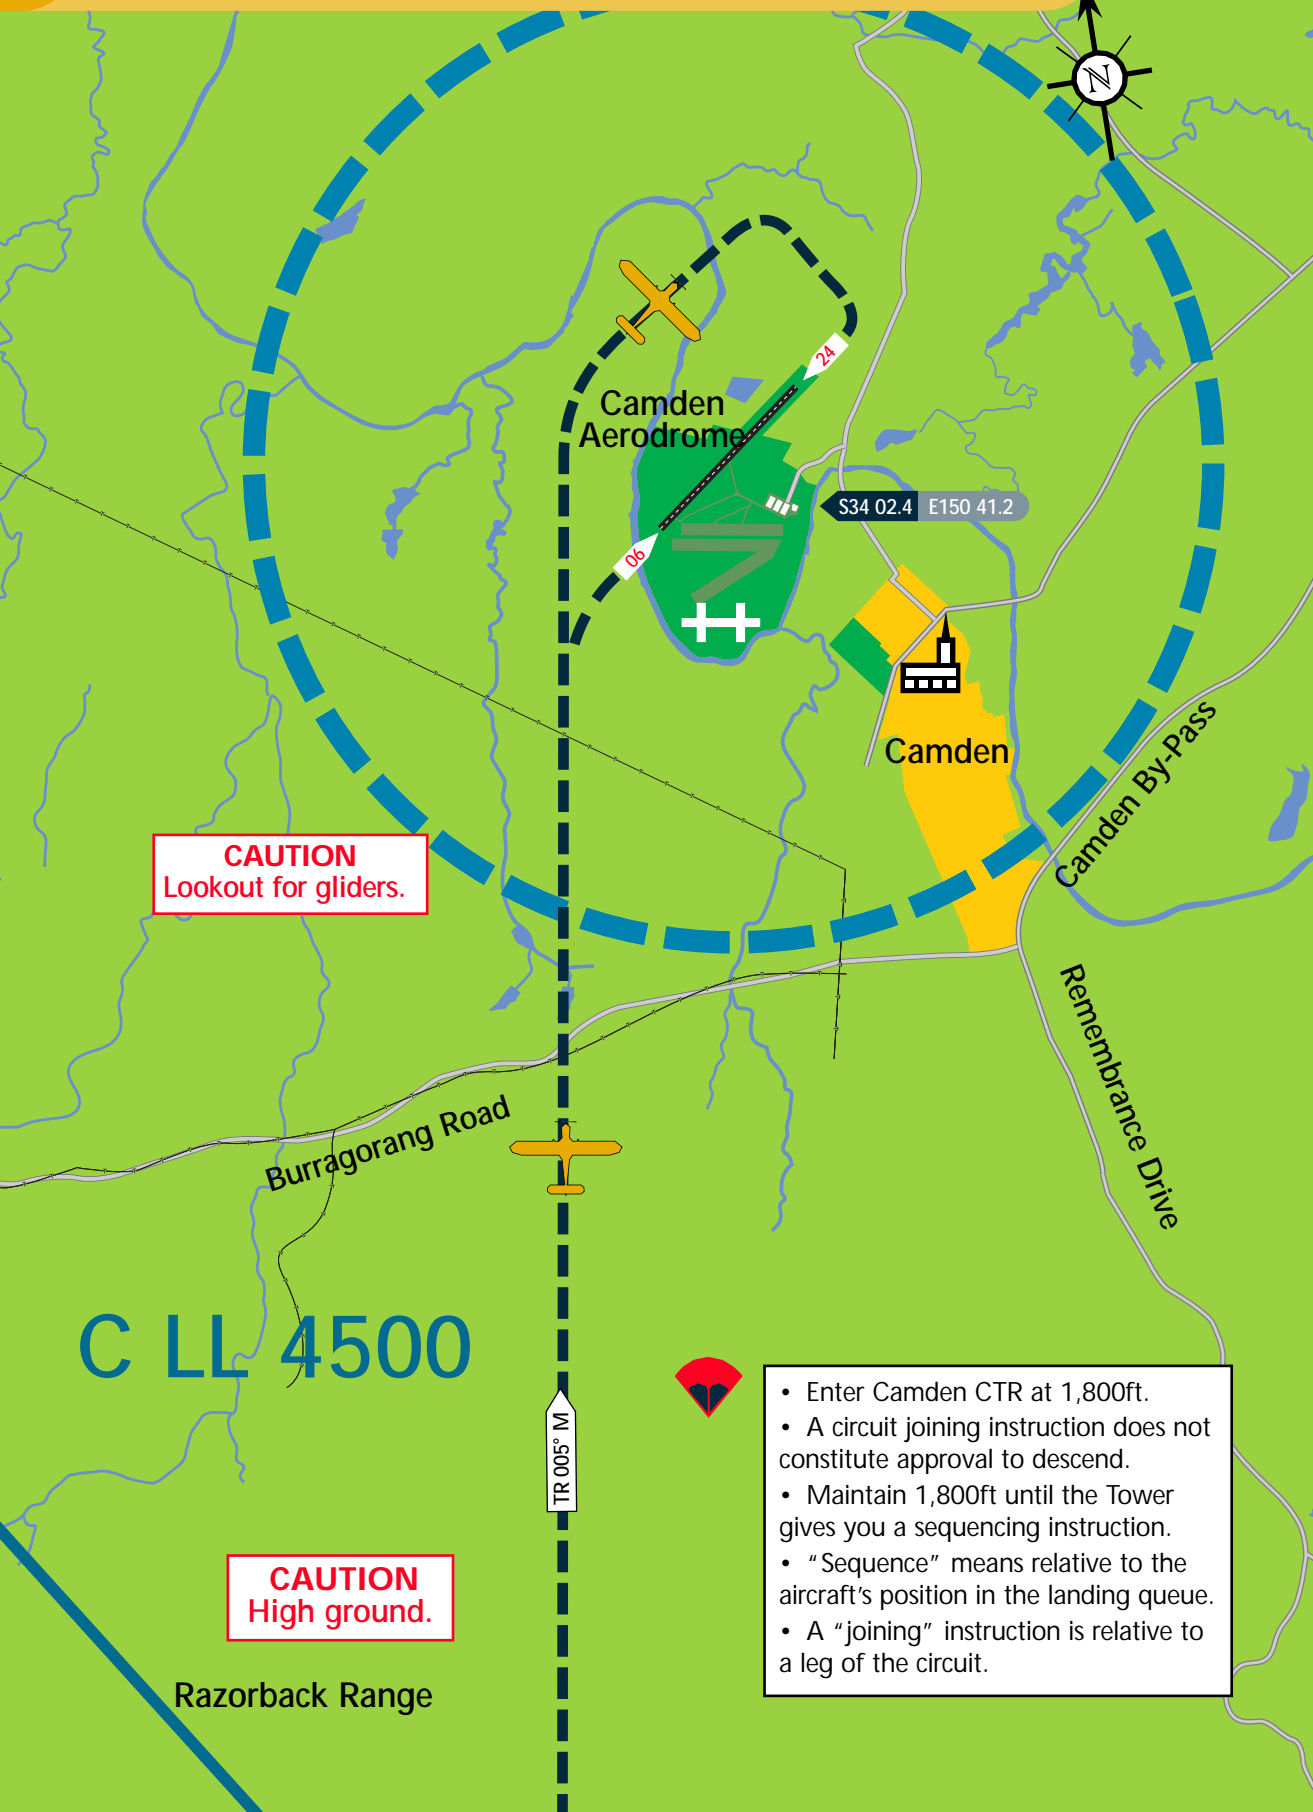 N
24
Camden
Aerodrome
S34 02.4 E150 41.2
06
Camden
Camden By-Pass
CAUTION
Lookout for gliders.
Remembrance Drive
Burragorang Road
C LL 4500
TR 005° M
• Enter Camden CTR at 1,800ft.
• A circuit joining instruction does not
constitute approval to descend.
• Maintain 1,800ft until the Tower
gives you a sequencing instruction.
• “Sequence” means relative to the
aircraft’s position in the landing queue.
• A “joining” instruction is relative to
a leg of the circuit.
CAUTION
High ground.
Razorback Range